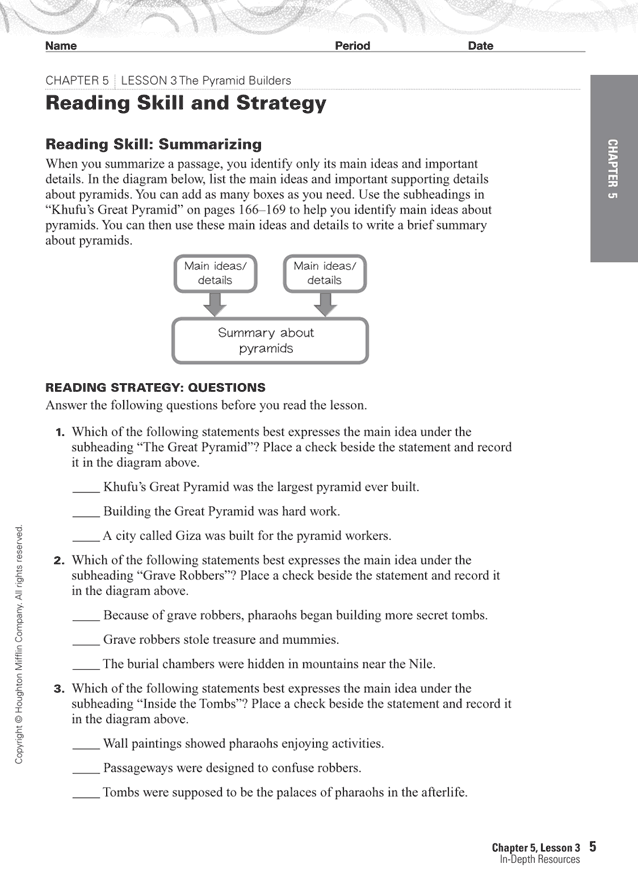 Name Period Date
CHAPTER 5 | LESSON 3 The Pyramid Builders
Reading Skill and Strategy
Reading Skill: Summarizing
When you summarize a passage, you identify only its main ideas and important
details. In the diagram below, list the main ideas and important supporting details
about pyramids. You can add as many boxes as you need. Use the subheadings in
“Khufu’s Great Pyramid” on pages 166–169 to help you identify main ideas about
pyramids. You can then use these main ideas and details to write a brief summary
about pyramids.
Main ideas/
details
Main ideas/
details
Summary about
pyramids
READING STRATEGY: QUESTIONS
Answer the following questions before you read the lesson.
1. Which of the following statements best expresses the main idea under the
subheading “The Great Pyramid”? Place a check beside the statement and record
it in the diagram above.
____ Khufu’s Great Pyramid was the largest pyramid ever built.
____ Building the Great Pyramid was hard work.
____ A city called Giza was built for the pyramid workers.
2. Which of the following statements best expresses the main idea under the
subheading “Grave Robbers”? Place a check beside the statement and record it
in the diagram above.
____ Because of grave robbers, pharaohs began building more secret tombs.
____ Grave robbers stole treasure and mummies.
____ The burial chambers were hidden in mountains near the Nile.
3. Which of the following statements best expresses the main idea under the
subheading “Inside the Tombs”? Place a check beside the statement and record it
in the diagram above.
____ Wall paintings showed pharaohs enjoying activities.
____ Passageways were designed to confuse robbers.
____ Tombs were supposed to be the palaces of pharaohs in the afterlife.
CHAPTER 5
Copyright © Houghton Mifflin Company. All rights reserved.
Chapter 5, Lesson 3 5
In-Depth Resources